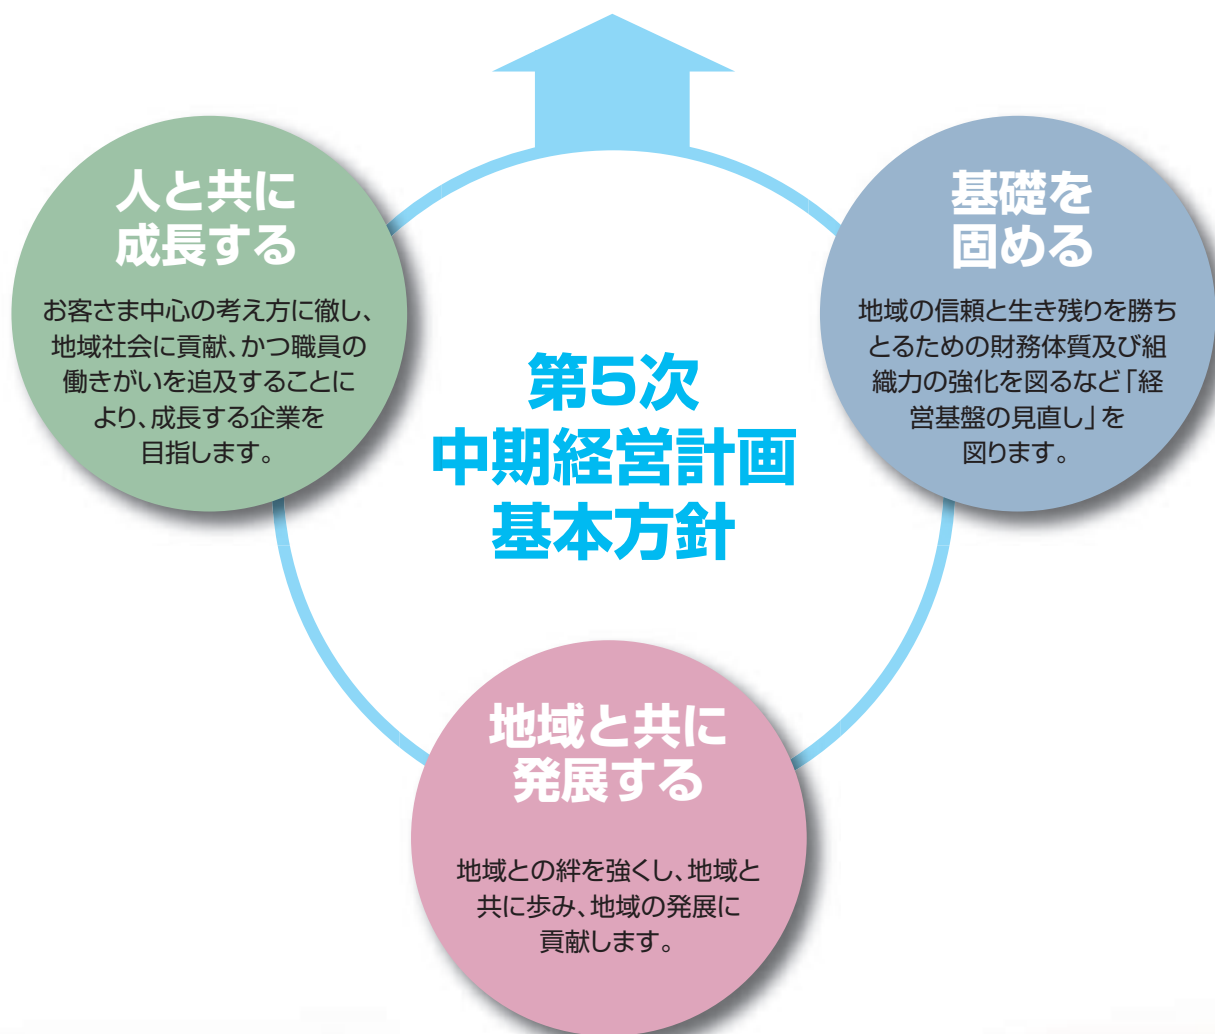 人と共に
成長する
お客さま中心の考え方に徹し、
地域社会に貢献、かつ職員の
働きがいを追及することに
より、成長する企業を
目指します。
基礎を
固める
地域の信頼と生き残りを勝ち
とるための財務体質及び組
織力の強化を図るなど「経
営基盤の見直し」を
図ります。
第5次
中期経営計画
基本方針
地域と共に
発展する
地域との絆を強くし、地域と
共に歩み、地域の発展に
貢献します。